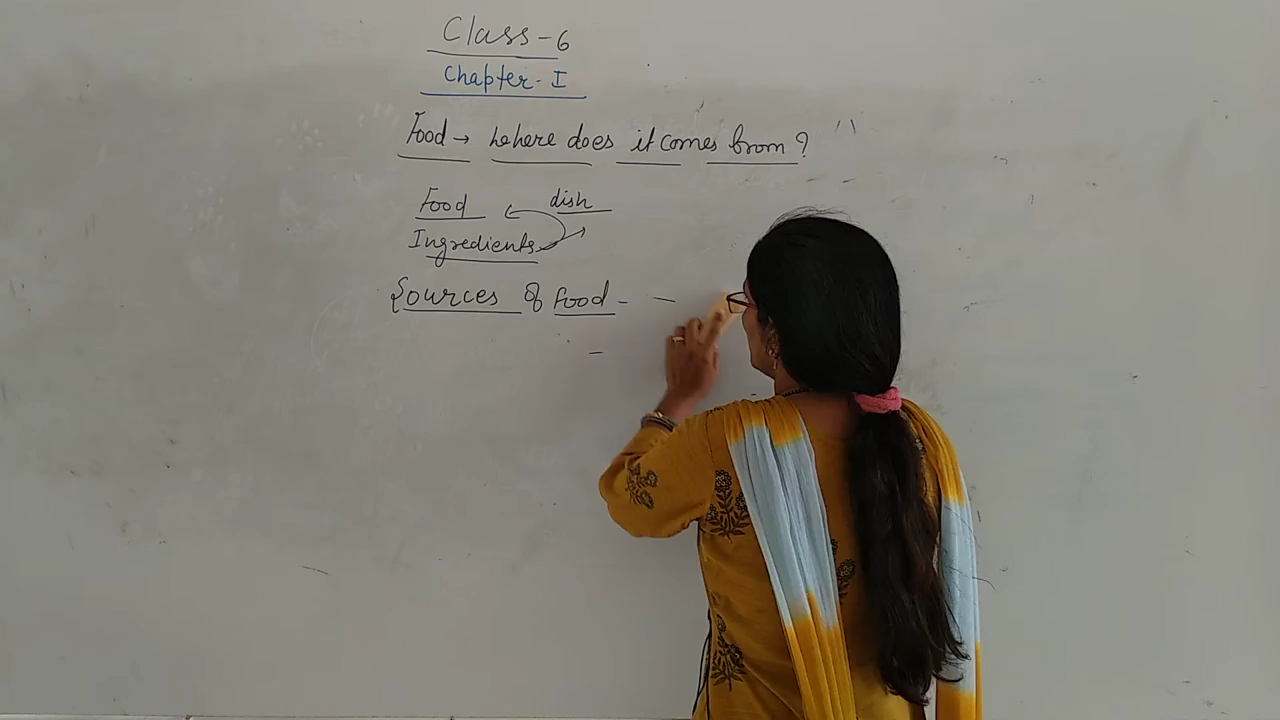 Class-6
Chapter-I
Food → Where does it comes from?
Food dish
Ingredients
Sources of Food - -
-